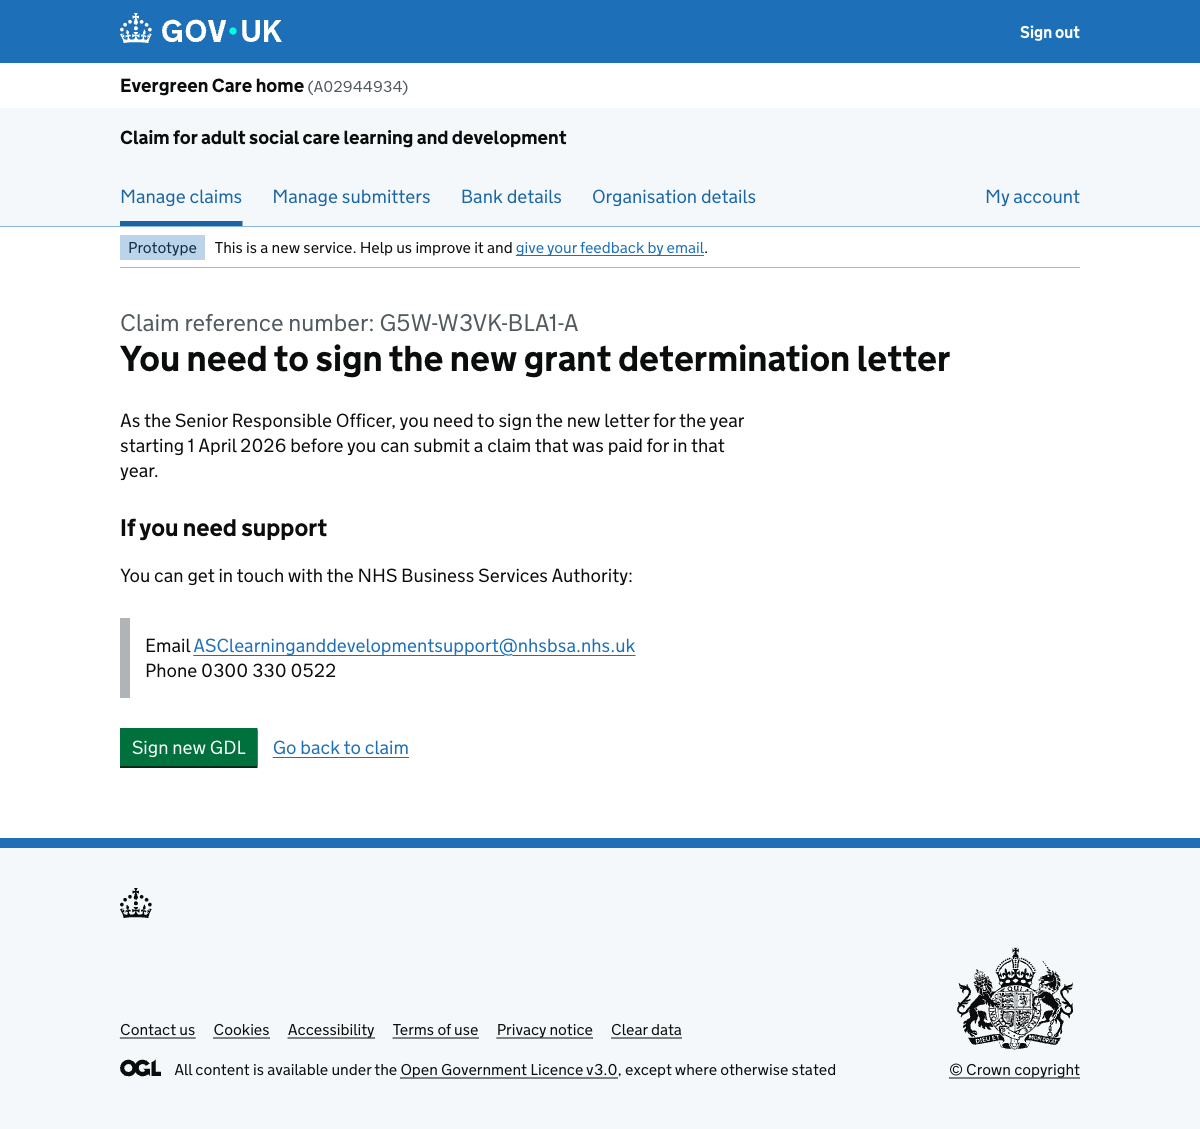 GOV·UK
Sign out
Evergreen Care home (A02944934)
Claim for adult social care learning and development
Manage claims
Manage submitters
Bank details
Organisation details
My account
Prototype
This is a new service. Help us improve it and give your feedback by email.
Claim reference number: G5W-W3VK-BLA1-A
You need to sign the new grant determination letter
As the Senior Responsible Officer, you need to sign the new letter for the year
starting 1 April 2026 before you can submit a claim that was paid for in that
year.
If you need support
You can get in touch with the NHS Business Services Authority:
Email ASClearninganddevelopmentsupport@nhsbsa.nhs.uk
Phone 0300 330 0522
Sign new GDL
Go back to claim
Contact us
Cookies
Accessibility
Terms of use
Privacy notice
Clear data
OGL
All content is available under the Open Government Licence v3.0, except where otherwise stated
© Crown copyright